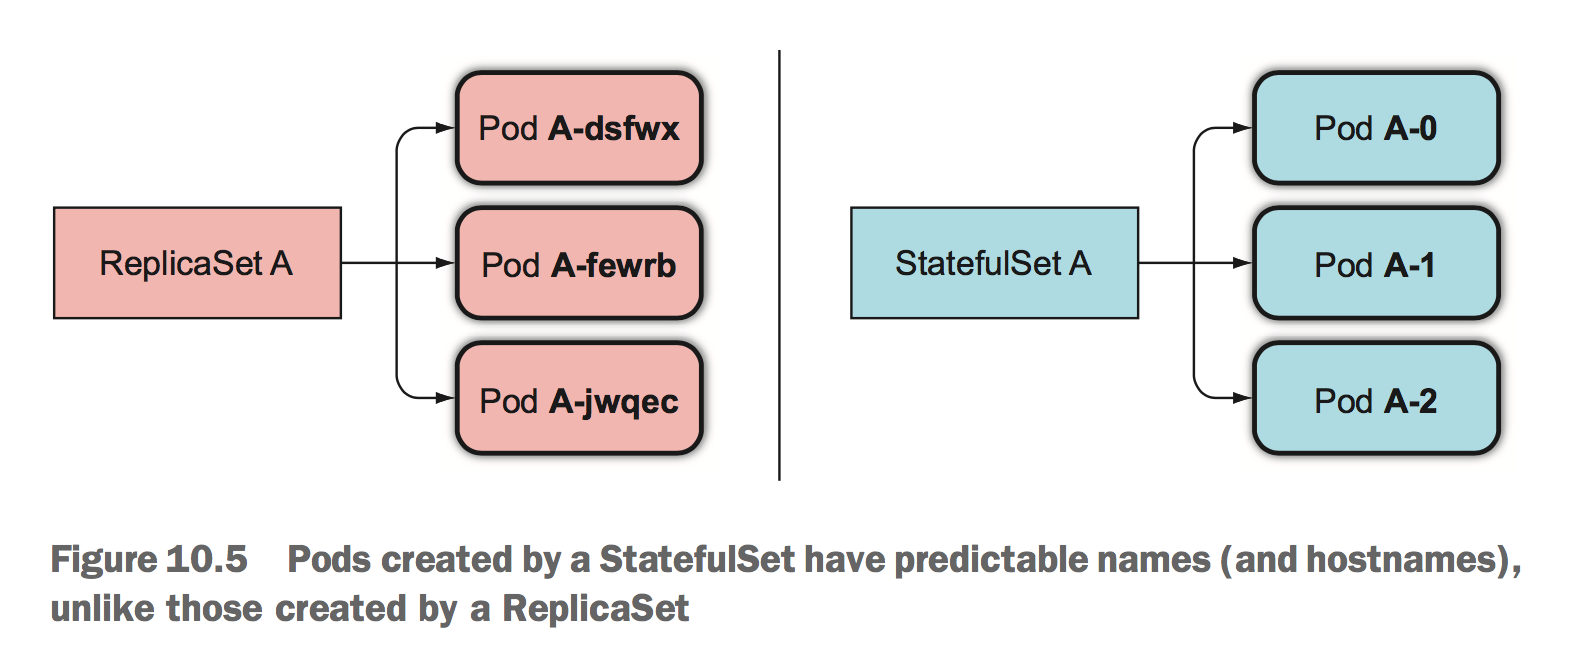 ReplicaSet A
Pod A-dsfwx
Pod A-fewrb
Pod A-jwqec
StatefulSet A
Pod A-0
Pod A-1
Pod A-2
Figure 10.5 Pods created by a StatefulSet have predictable names (and hostnames),
unlike those created by a ReplicaSet